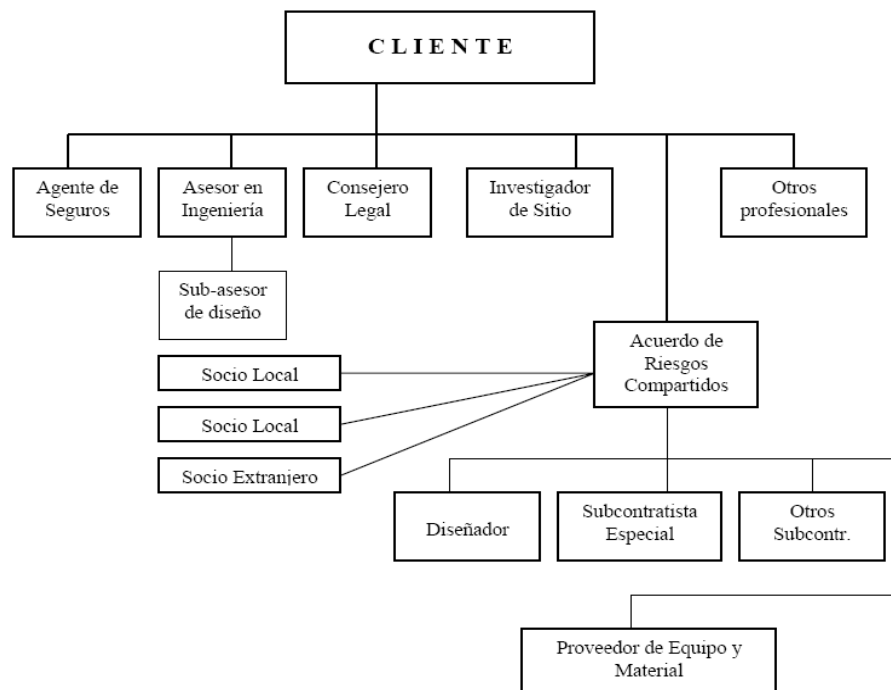 C L I E N T E
Agente de
Seguros
Asesor en
Ingeniería
Consejero
Legal
Investigador
de Sitio
Otros
profesionales
Sub-asesor
de diseño
Acuerdo de
Riesgos
Compartidos
Socio Local
Socio Local
Socio Extranjero
Diseñador
Subcontratista
Especial
Otros
Subcontr.
Proveedor de Equipo y
Material